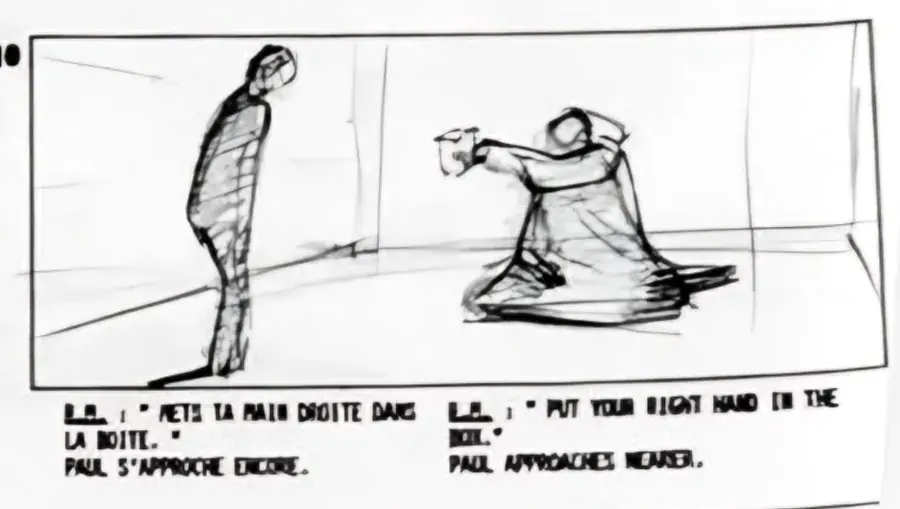 : " METS TA MAIN DROITE DANS
LA BOITE. "
PAUL S'APPROCHE ENCORE.
: " PUT YOUR RIGHT HAND IN THE
BOX."
PAUL APPROACHES NEARER.